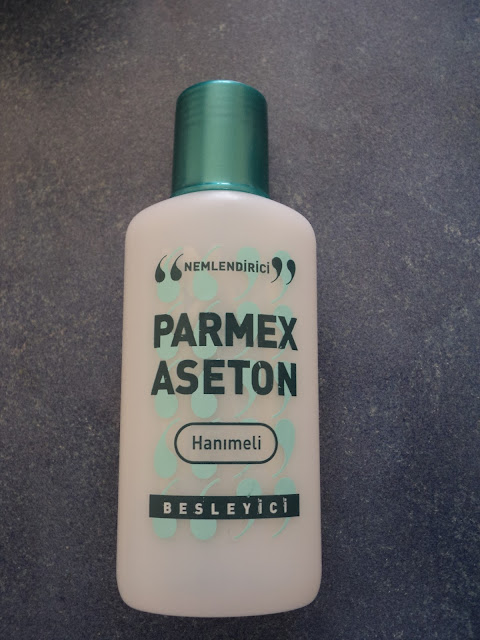 “NEMLENDİRİCİ”
PARMEX
ASETON
Hanımeli
BESLEYİCİ